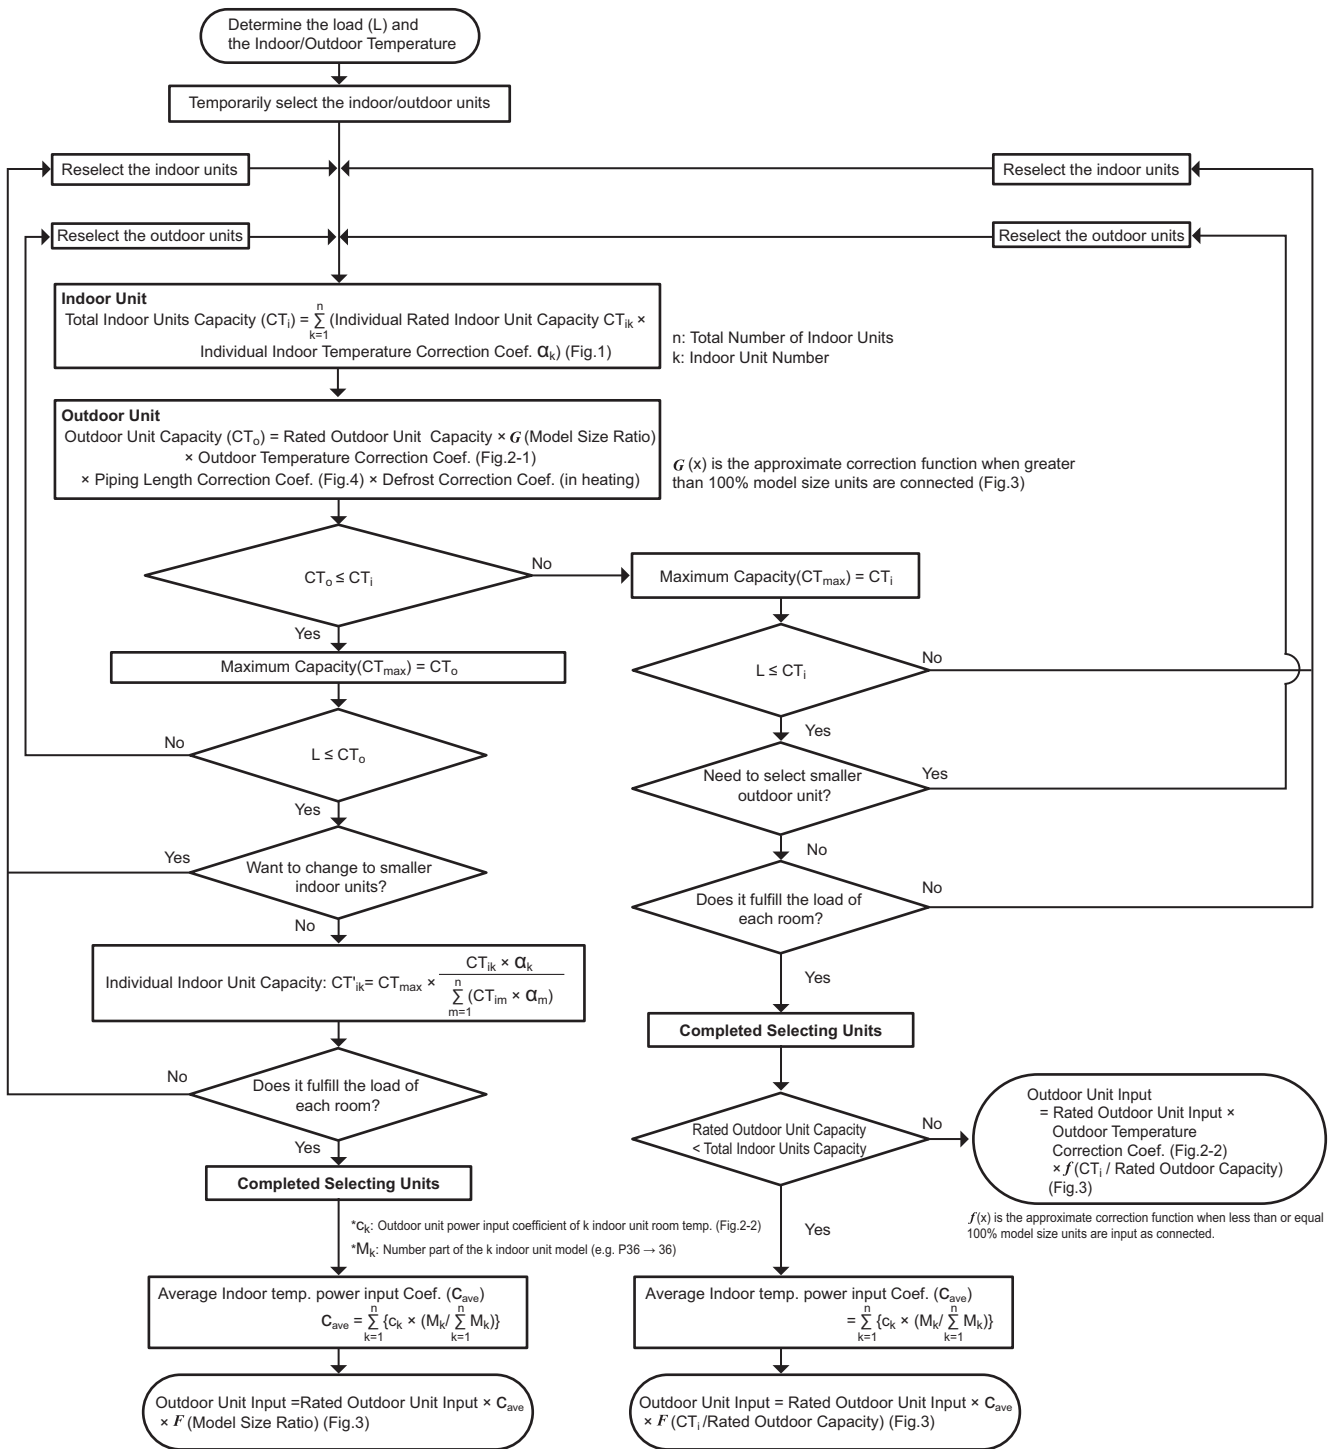 Determine the load (L) and
the Indoor/Outdoor Temperature
Temporarily select the indoor/outdoor units
Reselect the indoor units
Reselect the indoor units
Reselect the outdoor units
Reselect the outdoor units
Indoor Unit
Total Indoor Units Capacity (CTi) = n∑k=1 (Individual Rated Indoor Unit Capacity CTik ×
Individual Indoor Temperature Correction Coef. αk) (Fig.1)
n: Total Number of Indoor Units
k: Indoor Unit Number
Outdoor Unit
Outdoor Unit Capacity (CTo) = Rated Outdoor Unit Capacity × G (Model Size Ratio)
× Outdoor Temperature Correction Coef. (Fig.2-1)
× Piping Length Correction Coef. (Fig.4) × Defrost Correction Coef. (in heating)
G (x) is the approximate correction function when greater
than 100% model size units are connected (Fig.3)
CTo ≤ CTi
No
Yes
Maximum Capacity(CTmax) = CTi
Maximum Capacity(CTmax) = CTo
L ≤ CTi
No
Yes
L ≤ CTo
No
Yes
Need to select smaller
outdoor unit?
Yes
No
Want to change to smaller
indoor units?
Yes
No
Does it fulfill the load of
each room?
No
Yes
Individual Indoor Unit Capacity: CT'ik= CTmax × CTik × αk / n∑m=1 (CTim × αm)
Completed Selecting Units
Does it fulfill the load of
each room?
No
Yes
Rated Outdoor Unit Capacity
< Total Indoor Units Capacity
No
Yes
Outdoor Unit Input
= Rated Outdoor Unit Input ×
Outdoor Temperature
Correction Coef. (Fig.2-2)
× f (CTi / Rated Outdoor Capacity)
(Fig.3)
f(x) is the approximate correction function when less than or equal
100% model size units are input as connected.
Completed Selecting Units
*ck: Outdoor unit power input coefficient of k indoor unit room temp. (Fig.2-2)
*Mk: Number part of the k indoor unit model (e.g. P36 → 36)
Average Indoor temp. power input Coef. (Cave)
Cave = n∑k=1 {ck × (Mk/ n∑k=1 Mk)}
Average Indoor temp. power input Coef. (Cave)
= n∑k=1 {ck × (Mk/ n∑k=1 Mk)}
Outdoor Unit Input =Rated Outdoor Unit Input × Cave
× F (Model Size Ratio) (Fig.3)
Outdoor Unit Input = Rated Outdoor Unit Input × Cave
× F (CTi /Rated Outdoor Capacity) (Fig.3)